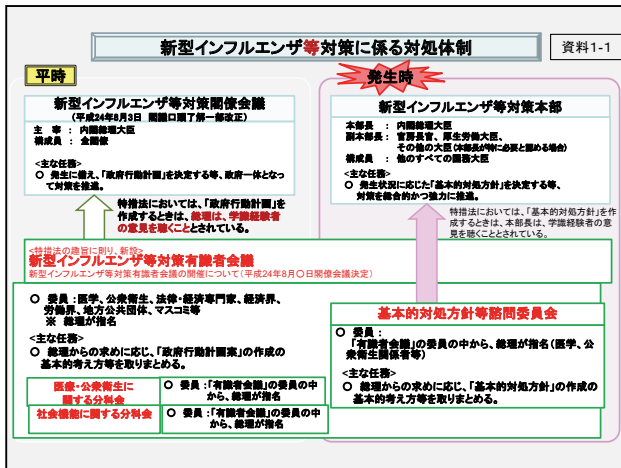 新型インフルエンザ等対策に係る対処体制
資料1-1
平時
新型インフルエンザ等対策閣僚会議
(平成24年8月3日 閣議口頭了解一部改正)
主 宰 : 内閣総理大臣
構成員 : 全閣僚
<主な任務>
○ 発生に備え、「政府行動計画」を決定する等、政府一体となっ
て対策を推進。
特措法においては、「政府行動計画」を
作成するときは、総理は、学識経験者
の意見を聴くこととされている。
発生時
新型インフルエンザ等対策本部
本部長 : 内閣総理大臣
副本部長 : 官房長官、厚生労働大臣、
その他の大臣(本部長が特に必要と認める場合)
構成員 : 他のすべての国務大臣
<主な任務>
○ 発生状況に応じた「基本的対処方針」を決定する等、
対策を総合的かつ強力に推進。
特措法においては、「基本的対処方針」を作
成するときは、本部長は、学識経験者の意
見を聴くこととされている。
<特措法の趣旨に則り、新設>
新型インフルエンザ等対策有識者会議
新型インフルエンザ等対策有識者会議の開催について(平成24年8月○日閣僚会議決定)
○ 委員:医学、公衆衛生、法律・経済専門家、経済界、
労働界、地方公共団体、マスコミ等
※ 総理が指名
<主な任務>
○ 総理からの求めに応じ、「政府行動計画案」の作成の
基本的考え方等を取りまとめる。
医療・公衆衛生に
関する分科会
○ 委員:「有識者会議」の委員の中
から、総理が指名
社会機能に関する分科会
○ 委員:「有識者会議」の委員の中
から、総理が指名
基本的対処方針等諮問委員会
○ 委員:
「有識者会議」の委員の中から、総理が指名(医学、公
衆衛生関係者等)
<主な任務>
○ 総理からの求めに応じ、「基本的対処方針」の作成の
基本的考え方等を取りまとめる。